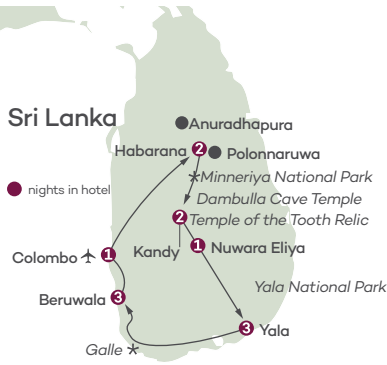 Sri Lanka
Anuradhapura
Habarana 2 Polonnaruwa
Minneriya National Park
nights in hotel
Dambulla Cave Temple
2 Temple of the Tooth Relic
Kandy 1 Nuwara Eliya
Colombo 1
Yala National Park
Beruwala 3
3 Yala
Galle